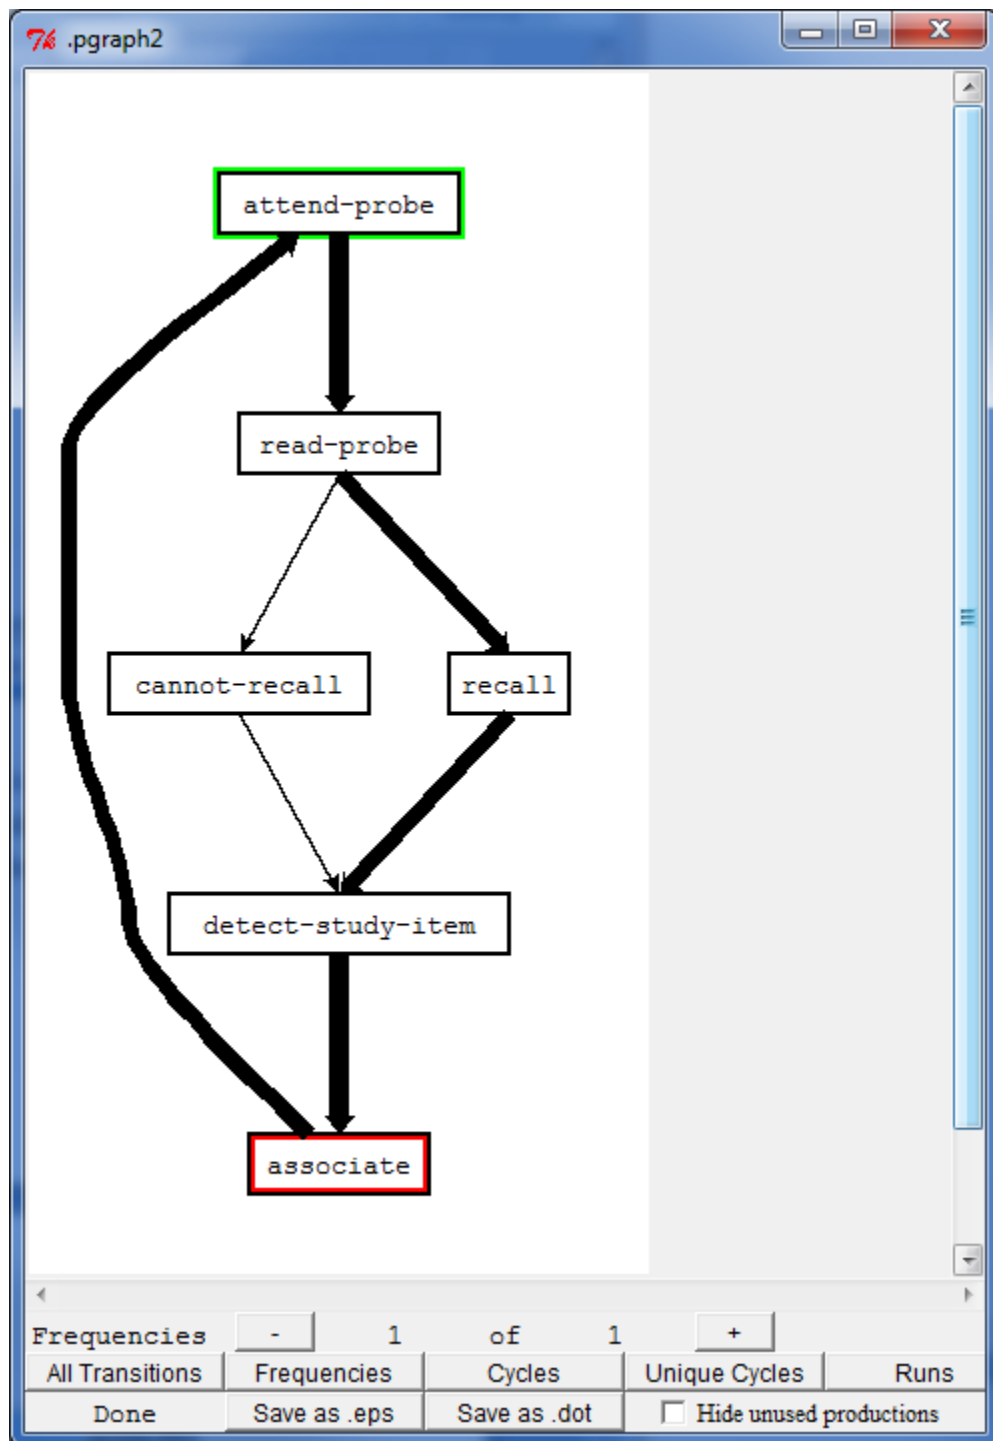 7k .pgraph2
attend-probe
read-probe
cannot-recall recall
detect-study-item
associate
Frequencies - 1 of 1 +
All Transitions Frequencies Cycles Unique Cycles Runs
Done Save as .eps Save as .dot Hide unused productions